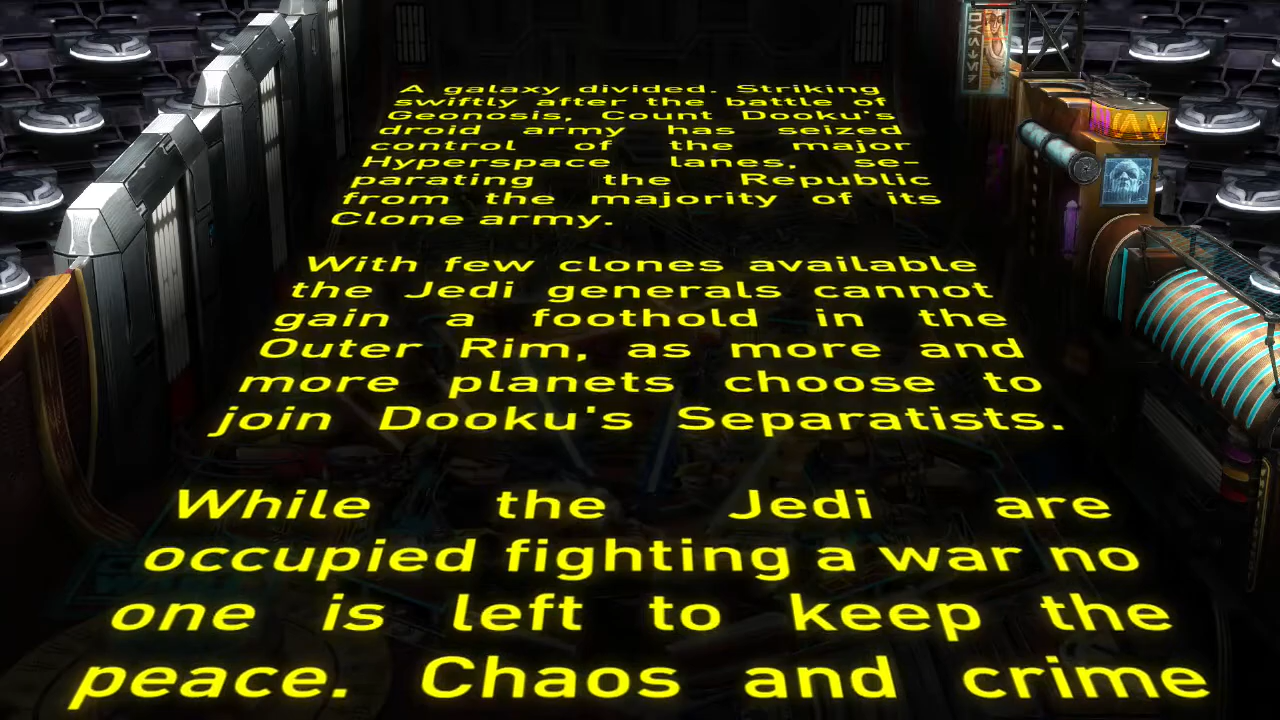 A galaxy divided. Striking
swiftly after the battle of
Geonosis, Count Dooku's
droid army has seized
control of the major
Hyperspace lanes, se-
parating the Republic
from the majority of its
Clone army.
With few clones available
the Jedi generals cannot
gain a foothold in the
Outer Rim, as more and
more planets choose to
join Dooku's Separatists.
While the Jedi are
occupied fighting a war no
one is left to keep the
peace. Chaos and crime